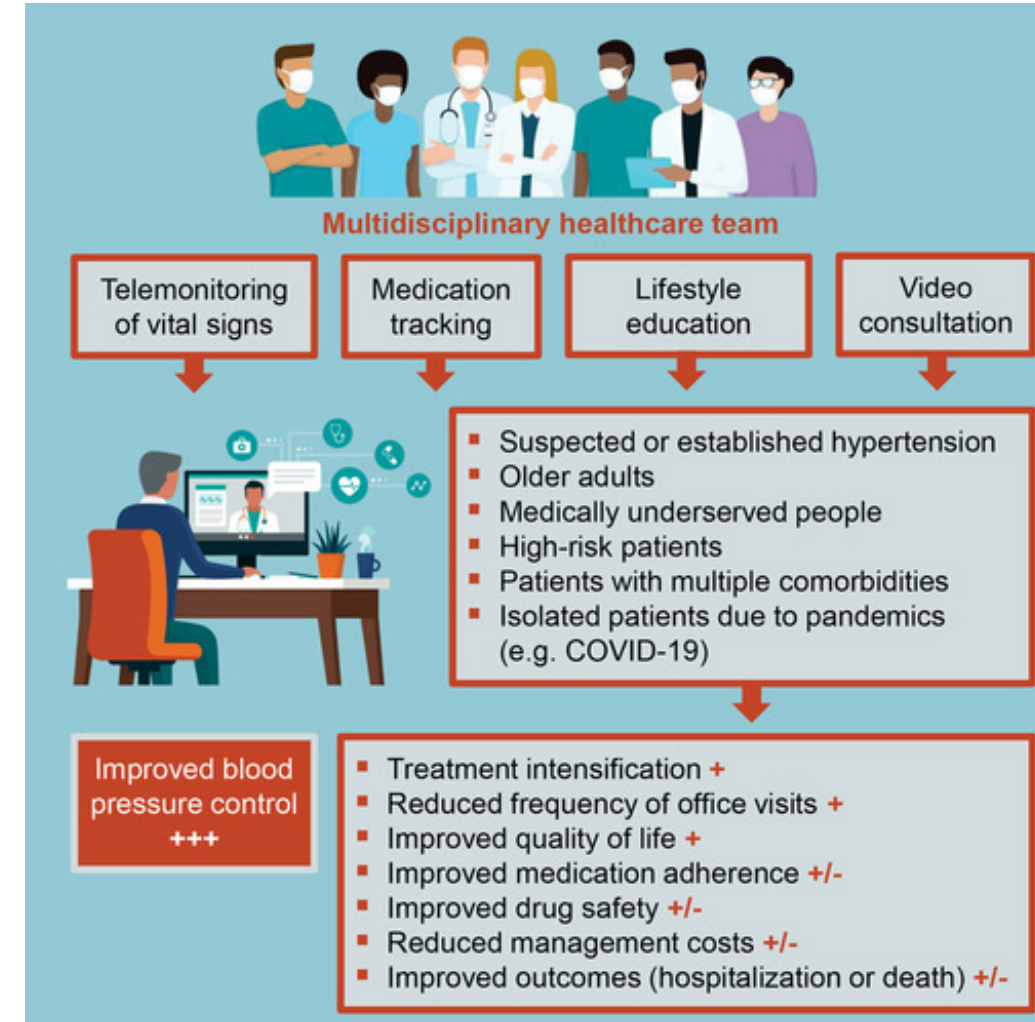 Multidisciplinary healthcare team
Telemonitoring
of vital signs
Medication
tracking
Lifestyle
education
Video
consultation
▪ Suspected or established hypertension
▪ Older adults
▪ Medically underserved people
▪ High-risk patients
▪ Patients with multiple comorbidities
▪ Isolated patients due to pandemics
(e.g. COVID-19)
Improved blood
pressure control
+++
▪ Treatment intensification +
▪ Reduced frequency of office visits +
▪ Improved quality of life +
▪ Improved medication adherence +/-
▪ Improved drug safety +/-
▪ Reduced management costs +/-
▪ Improved outcomes (hospitalization or death) +/-